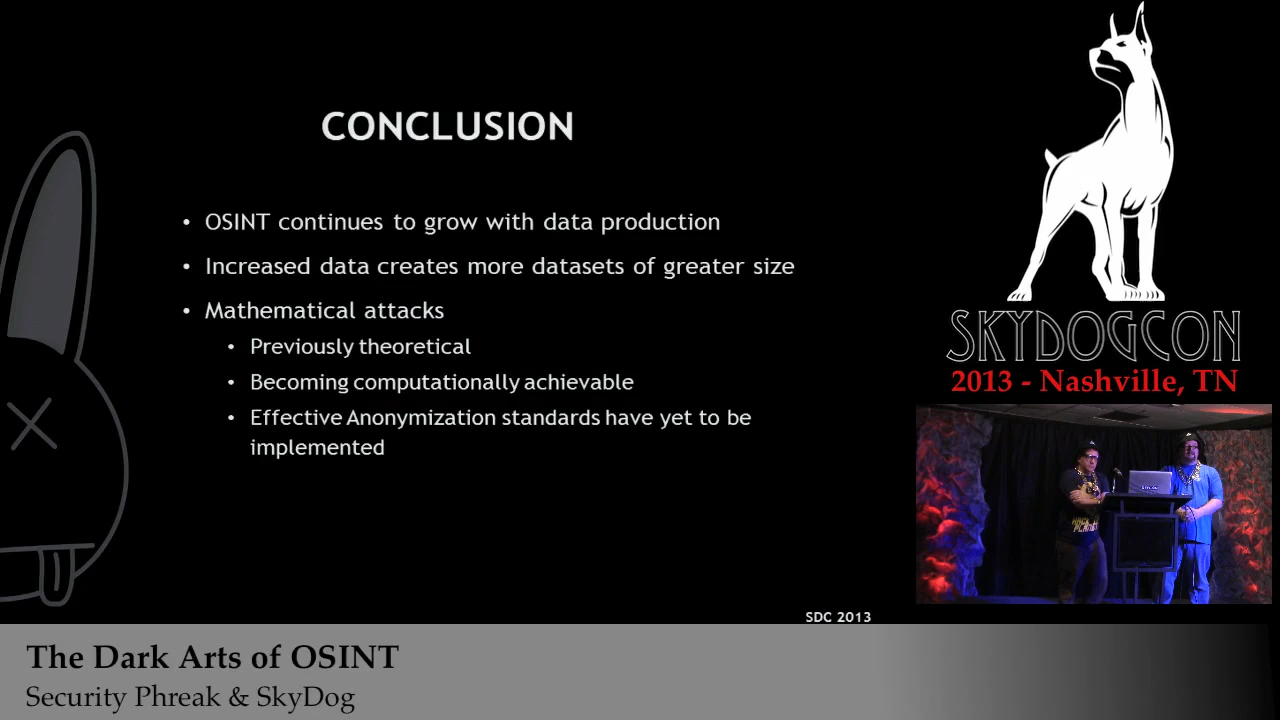 CONCLUSION
• OSINT continues to grow with data production
• Increased data creates more datasets of greater size
• Mathematical attacks
• Previously theoretical
• Becoming computationally achievable
• Effective Anonymization standards have yet to be
implemented
SDC 2013
SKYDOGCON
2013 - Nashville, TN
The Dark Arts of OSINT
Security Phreak & SkyDog